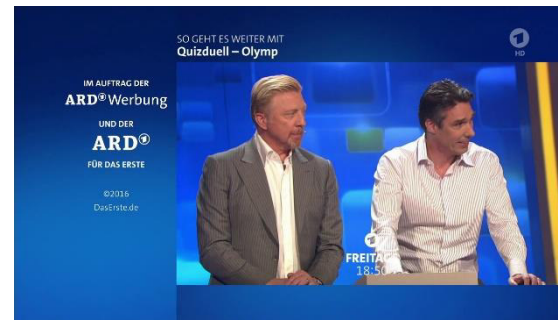 SO GEHT ES WEITER MIT
Quizduell – Olymp
HD
IM AUFTRAG DER
ARD Werbung
UND DER
ARD
FÜR DAS ERSTE
©2016
DasErste.de
FREITAG
18:50